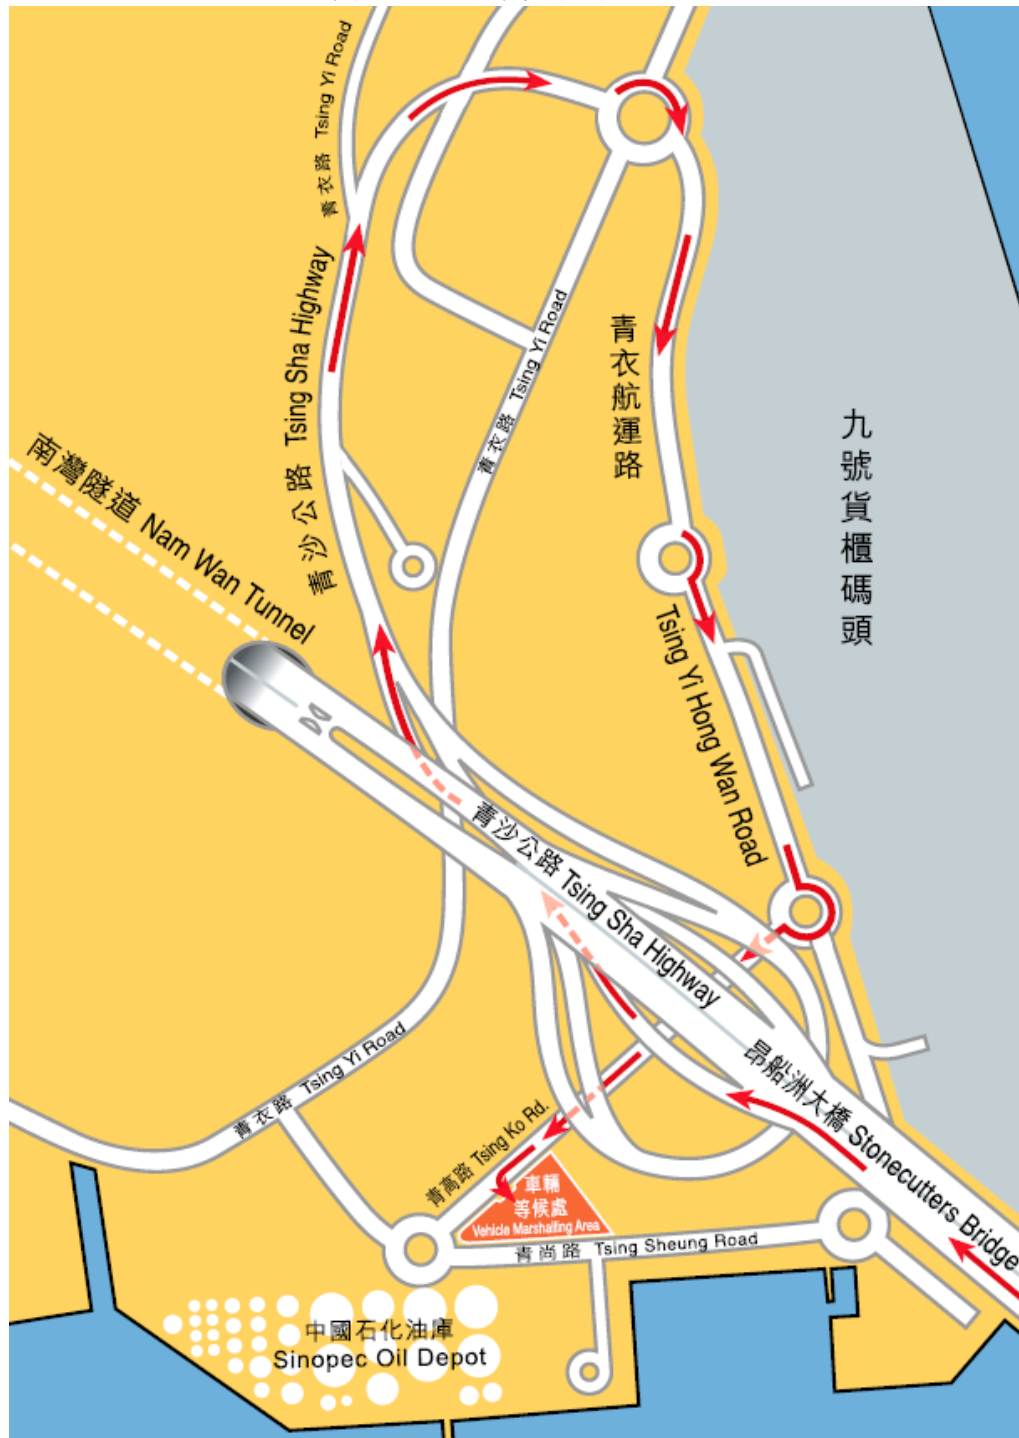 青衣路 Tsing Yi Road
青沙公路 Tsing Sha Highway
青衣路 Tsing Yi Road
青衣航運路
九號貨櫃碼頭
南灣隧道 Nam Wan Tunnel
Tsing Yi Hong Wan Road
青沙公路 Tsing Sha Highway
昂船洲大橋 Stonecutters Bridge
青衣路 Tsing Yi Road
青高路 Tsing Ko Rd.
車輛
等候處
Vehicle Marshalling Area
青尚路 Tsing Sheung Road
中國石化油庫
Sinopec Oil Depot